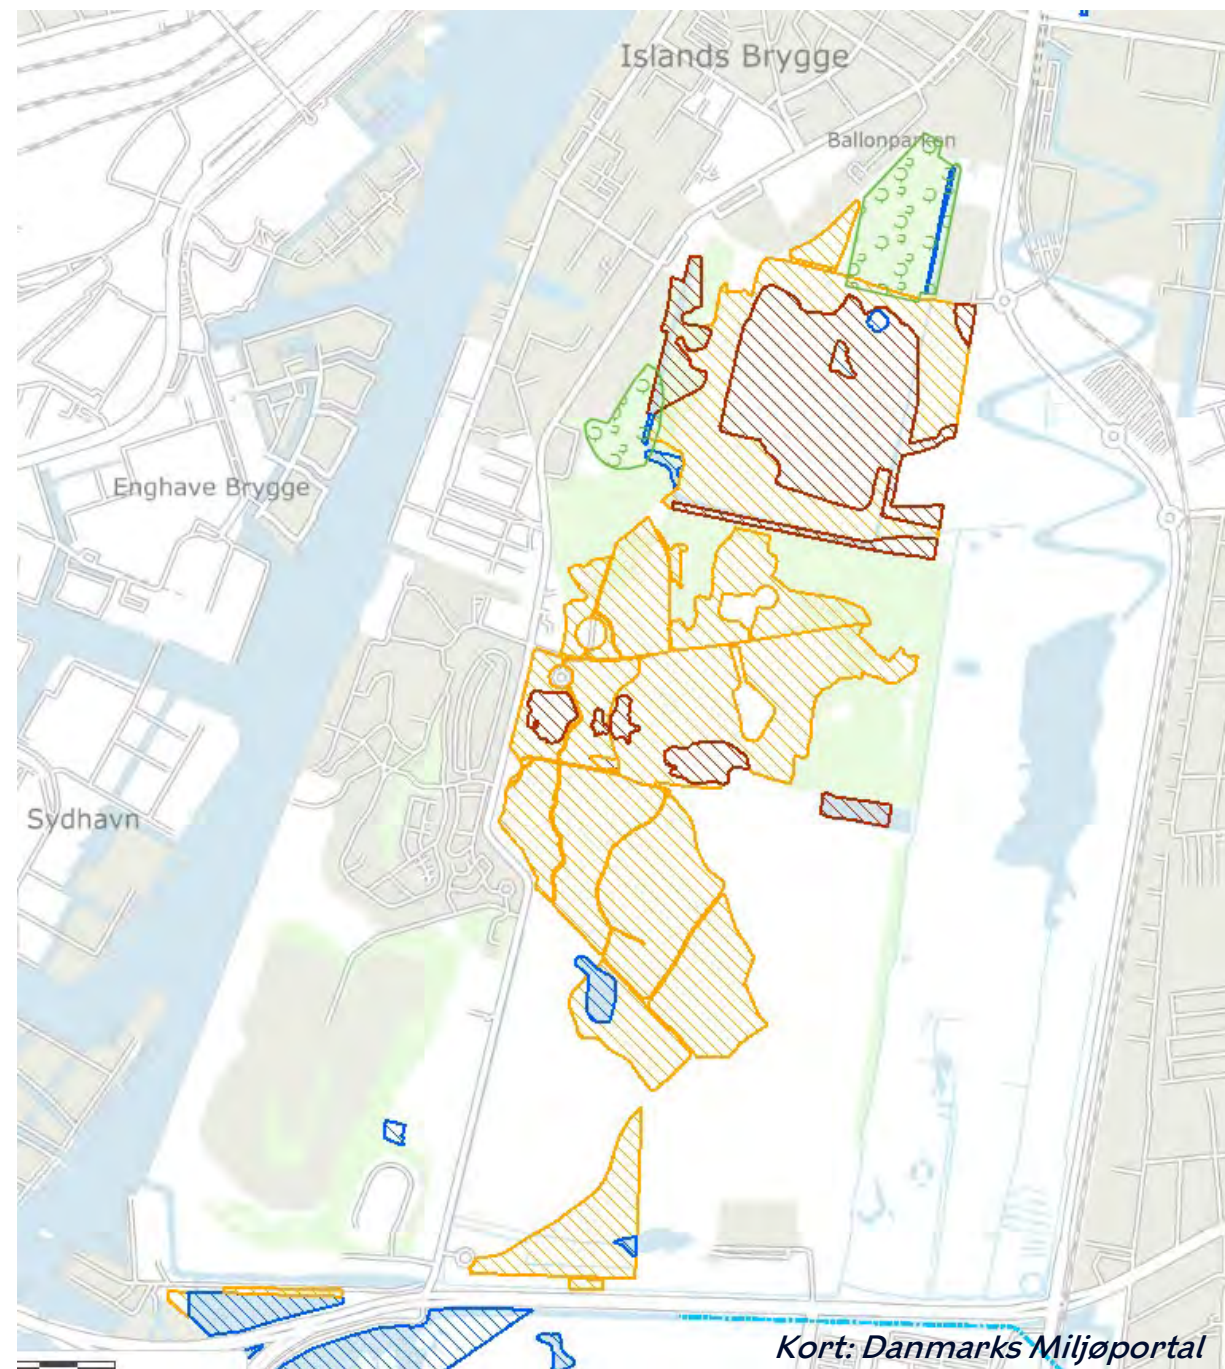 Islands Brygge
Ballonparken
Enghave Brygge
Sydhavn
Kort: Danmarks Miljøportal